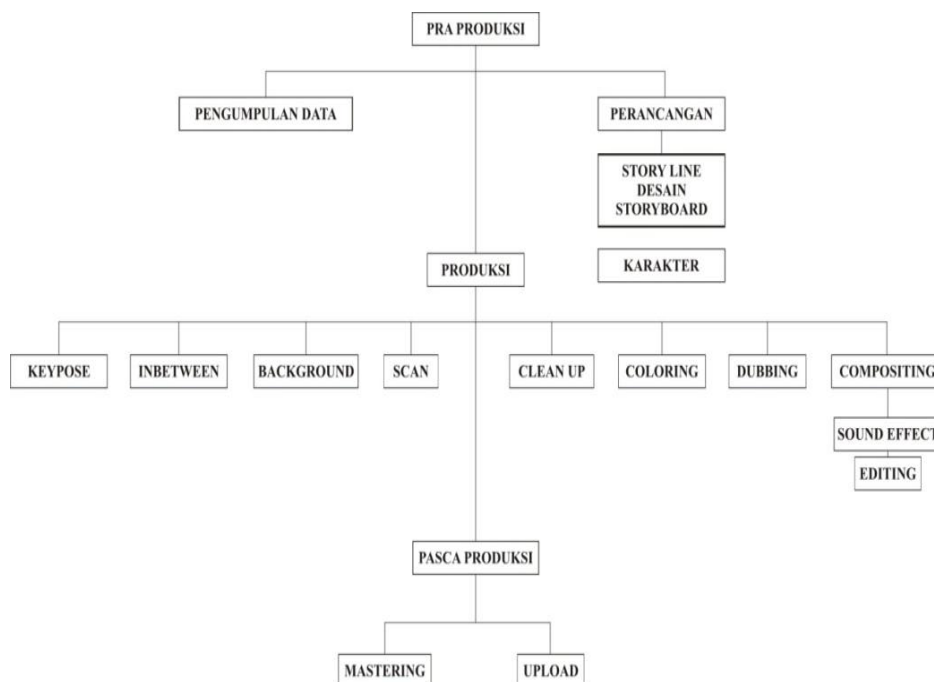 PRA PRODUKSI
PENGUMPULAN DATA
PERANCANGAN
STORY LINE
DESAIN
STORYBOARD
KARAKTER
PRODUKSI
KEYPOSE
INBETWEEN
BACKGROUND
SCAN
CLEAN UP
COLORING
DUBBING
COMPOSITING
SOUND EFFECT
EDITING
PASCA PRODUKSI
MASTERING
UPLOAD